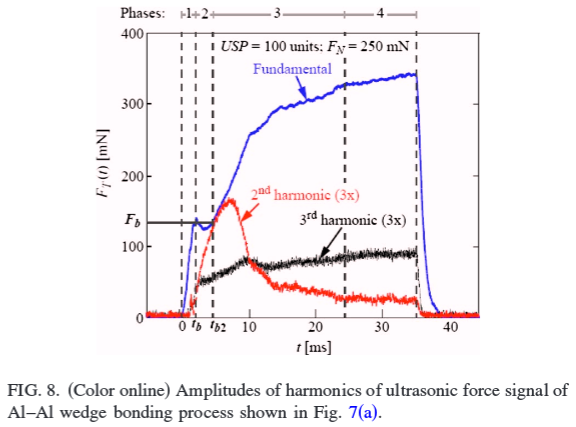 Phases: 1 2 3 4
400
USP = 100 units; F_N = 250 mN
Fundamental
300
F_T(t) [mN]
200
2nd harmonic (3x)
F_b
3rd harmonic (3x)
100
0
0 t_b t_b2 10 20 30 40
t [ms]
FIG. 8. (Color online) Amplitudes of harmonics of ultrasonic force signal of
Al–Al wedge bonding process shown in Fig. 7(a).